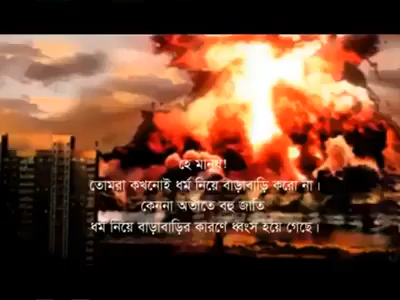 হে মানুষ!
তোমরা কখনোই ধর্ম নিয়ে বাড়াবাড়ি করো না।
কেননা অতীতে বহু জাতি
ধর্ম নিয়ে বাড়াবাড়ির কারণে ধ্বংস হয়ে গেছে।